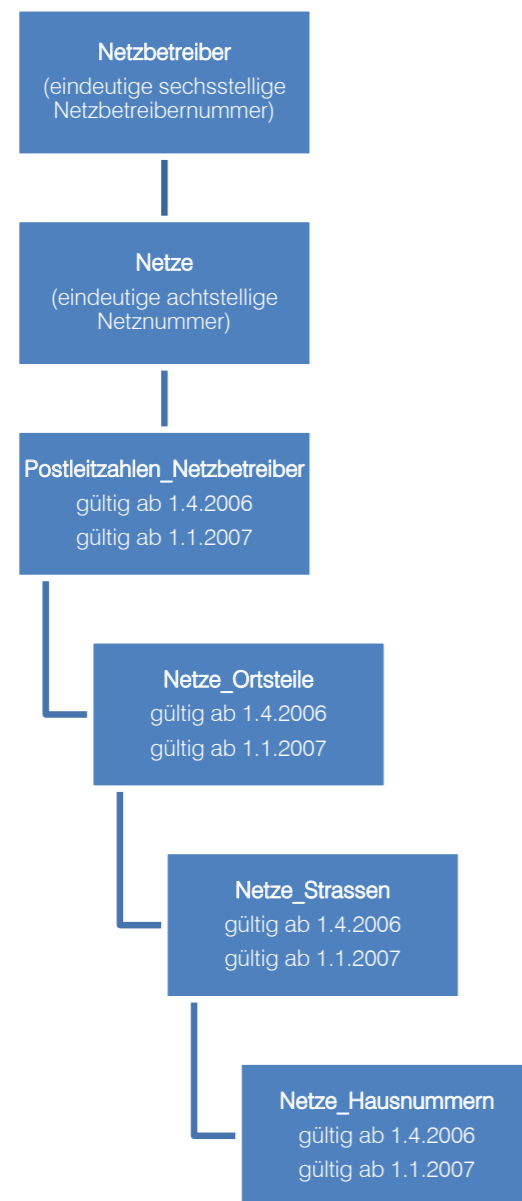 Netzbetreiber
(eindeutige sechsstellige
Netzbetreibernummer)
Netze
(eindeutige achtstellige
Netznummer)
Postleitzahlen_Netzbetreiber
gültig ab 1.4.2006
gültig ab 1.1.2007
Netze_Ortsteile
gültig ab 1.4.2006
gültig ab 1.1.2007
Netze_Strassen
gültig ab 1.4.2006
gültig ab 1.1.2007
Netze_Hausnummern
gültig ab 1.4.2006
gültig ab 1.1.2007